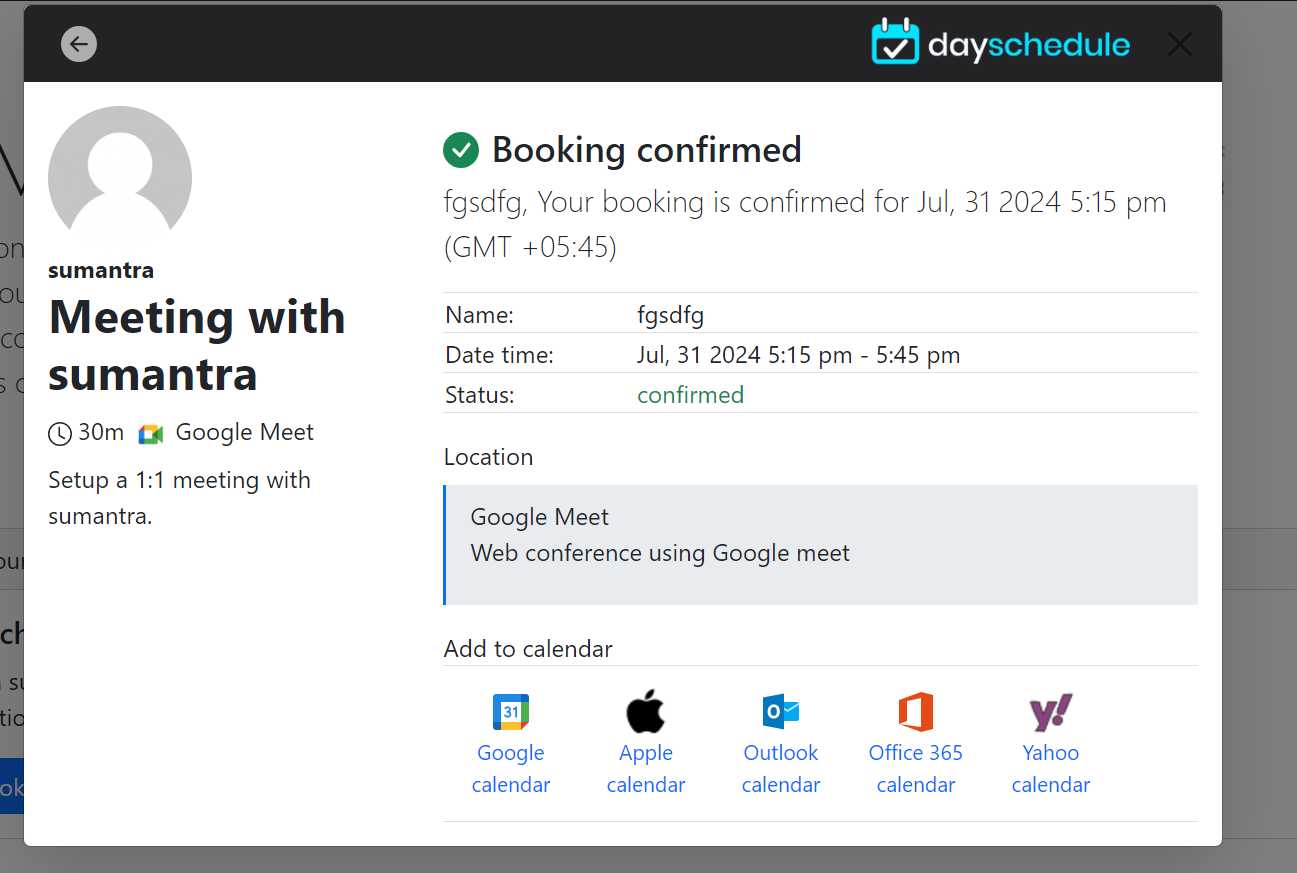 dayschedule
sumantra
Meeting with
sumantra
30m Google Meet
Setup a 1:1 meeting with
sumantra.
Booking confirmed
fgsdfg, Your booking is confirmed for Jul, 31 2024 5:15 pm
(GMT +05:45)
Name: fgsdfg
Date time: Jul, 31 2024 5:15 pm - 5:45 pm
Status: confirmed
Location
Google Meet
Web conference using Google meet
Add to calendar
31
Google
calendar
Apple
calendar
Outlook
calendar
Office 365
calendar
y!
Yahoo
calendar